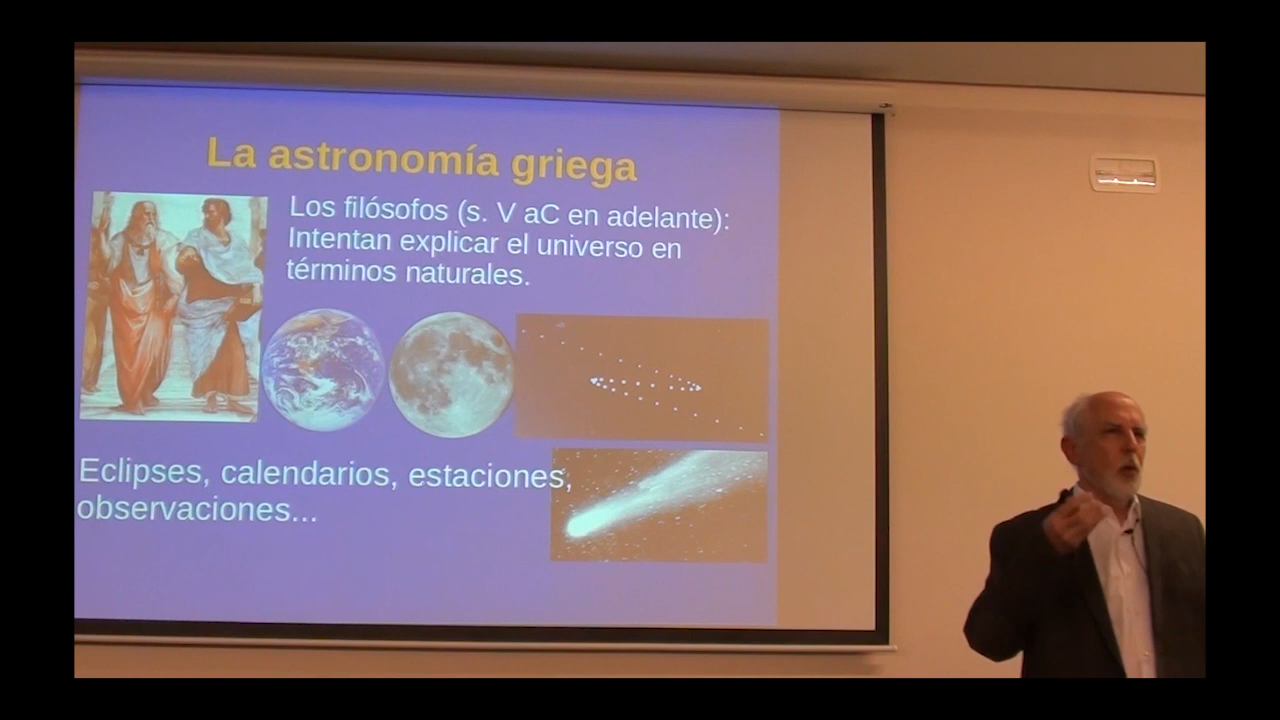 La astronomía griega
Los filósofos (s. V aC en adelante):
Intentan explicar el universo en
términos naturales.
Eclipses, calendarios, estaciones,
observaciones...